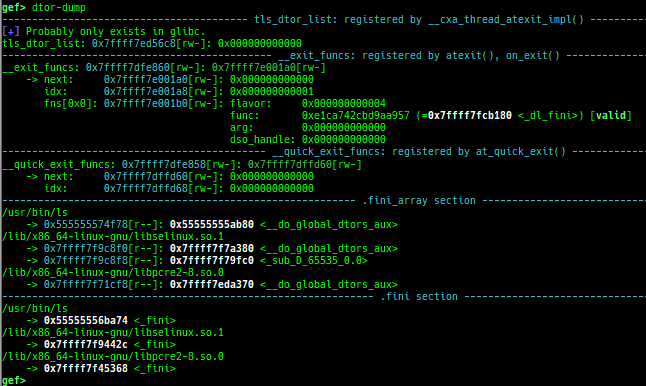 gef> dtor-dump
---------------------------------------- tls_dtor_list: registered by __cxa_thread_atexit_impl() ----------
[+] Probably only exists in glibc.
tls_dtor_list: 0x7ffff7ed56c8[rw-]: 0x000000000000
---------------------------------------- __exit_funcs: registered by atexit(), on_exit() ----------
__exit_funcs: 0x7ffff7dfe860[rw-]: 0x7ffff7e001a0[rw-]
-> next: 0x7ffff7e001a0[rw-]: 0x000000000000
idx: 0x7ffff7e001a8[rw-]: 0x000000000001
fns[0x0]: 0x7ffff7e001b0[rw-]: flavor: 0x000000000004
func: 0xe1ca742cbd9aa957 (=0x7ffff7fcb180 <_dl_fini>) [valid]
arg: 0x000000000000
dso_handle: 0x000000000000
---------------------------------------- __quick_exit_funcs: registered by at_quick_exit() ----------
__quick_exit_funcs: 0x7ffff7dfe858[rw-]: 0x7ffff7dffd60[rw-]
-> next: 0x7ffff7dffd60[rw-]: 0x000000000000
idx: 0x7ffff7dffd68[rw-]: 0x000000000000
---------------------------------------- .fini_array section ----------
/usr/bin/ls
-> 0x555555574f78[r--]: 0x55555555ab80 <__do_global_dtors_aux>
/lib/x86_64-linux-gnu/libselinux.so.1
-> 0x7ffff7f9c8f0[r--]: 0x7ffff7f7a380 <__do_global_dtors_aux>
-> 0x7ffff7f9c8f8[r--]: 0x7ffff7f79fc0 <_sub_D_65535_0.0>
/lib/x86_64-linux-gnu/libpcre2-8.so.0
-> 0x7ffff7f71cf8[r--]: 0x7ffff7eda370 <__do_global_dtors_aux>
---------------------------------------- .fini section ----------
/usr/bin/ls
-> 0x55555556ba74 <_fini>
/lib/x86_64-linux-gnu/libselinux.so.1
-> 0x7ffff7f9442c <_fini>
/lib/x86_64-linux-gnu/libpcre2-8.so.0
-> 0x7ffff7f45368 <_fini>
gef>